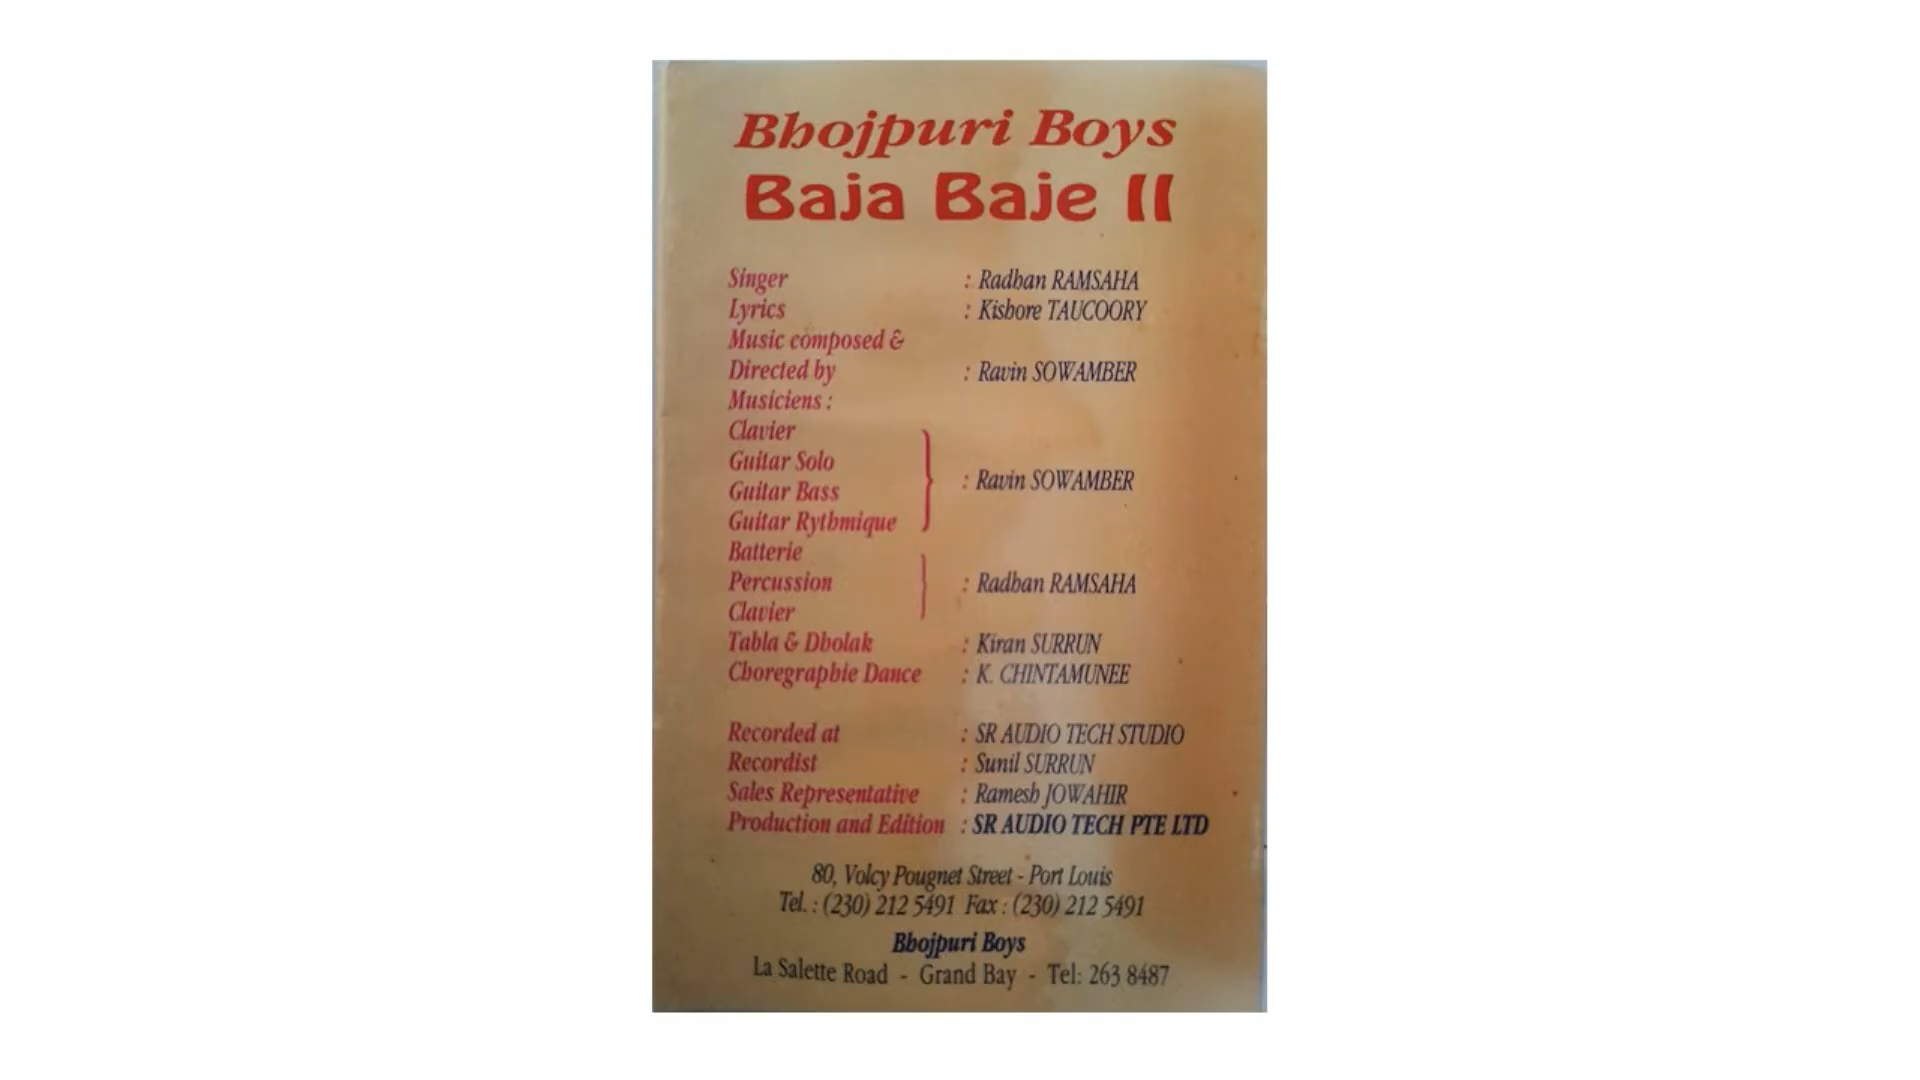 Bhojpuri Boys
Baja Baje II
Singer : Radhan RAMSAHA
Lyrics : Kishore TAUCOORY
Music composed &
Directed by : Ravin SOWAMBER
Musiciens :
Clavier
Guitar Solo
Guitar Bass : Ravin SOWAMBER
Guitar Rythmique
Batterie
Percussion : Radhan RAMSAHA
Clavier
Tabla & Dholak : Kiran SURRUN
Choregraphie Dance : K. CHINTAMUNEE
Recorded at : SR AUDIO TECH STUDIO
Recordist : Sunil SURRUN
Sales Representative : Ramesh JOWAHIR
Production and Edition : SR AUDIO TECH PTE LTD
80, Volcy Pougnet Street - Port Louis
Tel. : (230) 212 5491 Fax : (230) 212 5491
Bhojpuri Boys
La Salette Road - Grand Bay - Tel: 263 8487